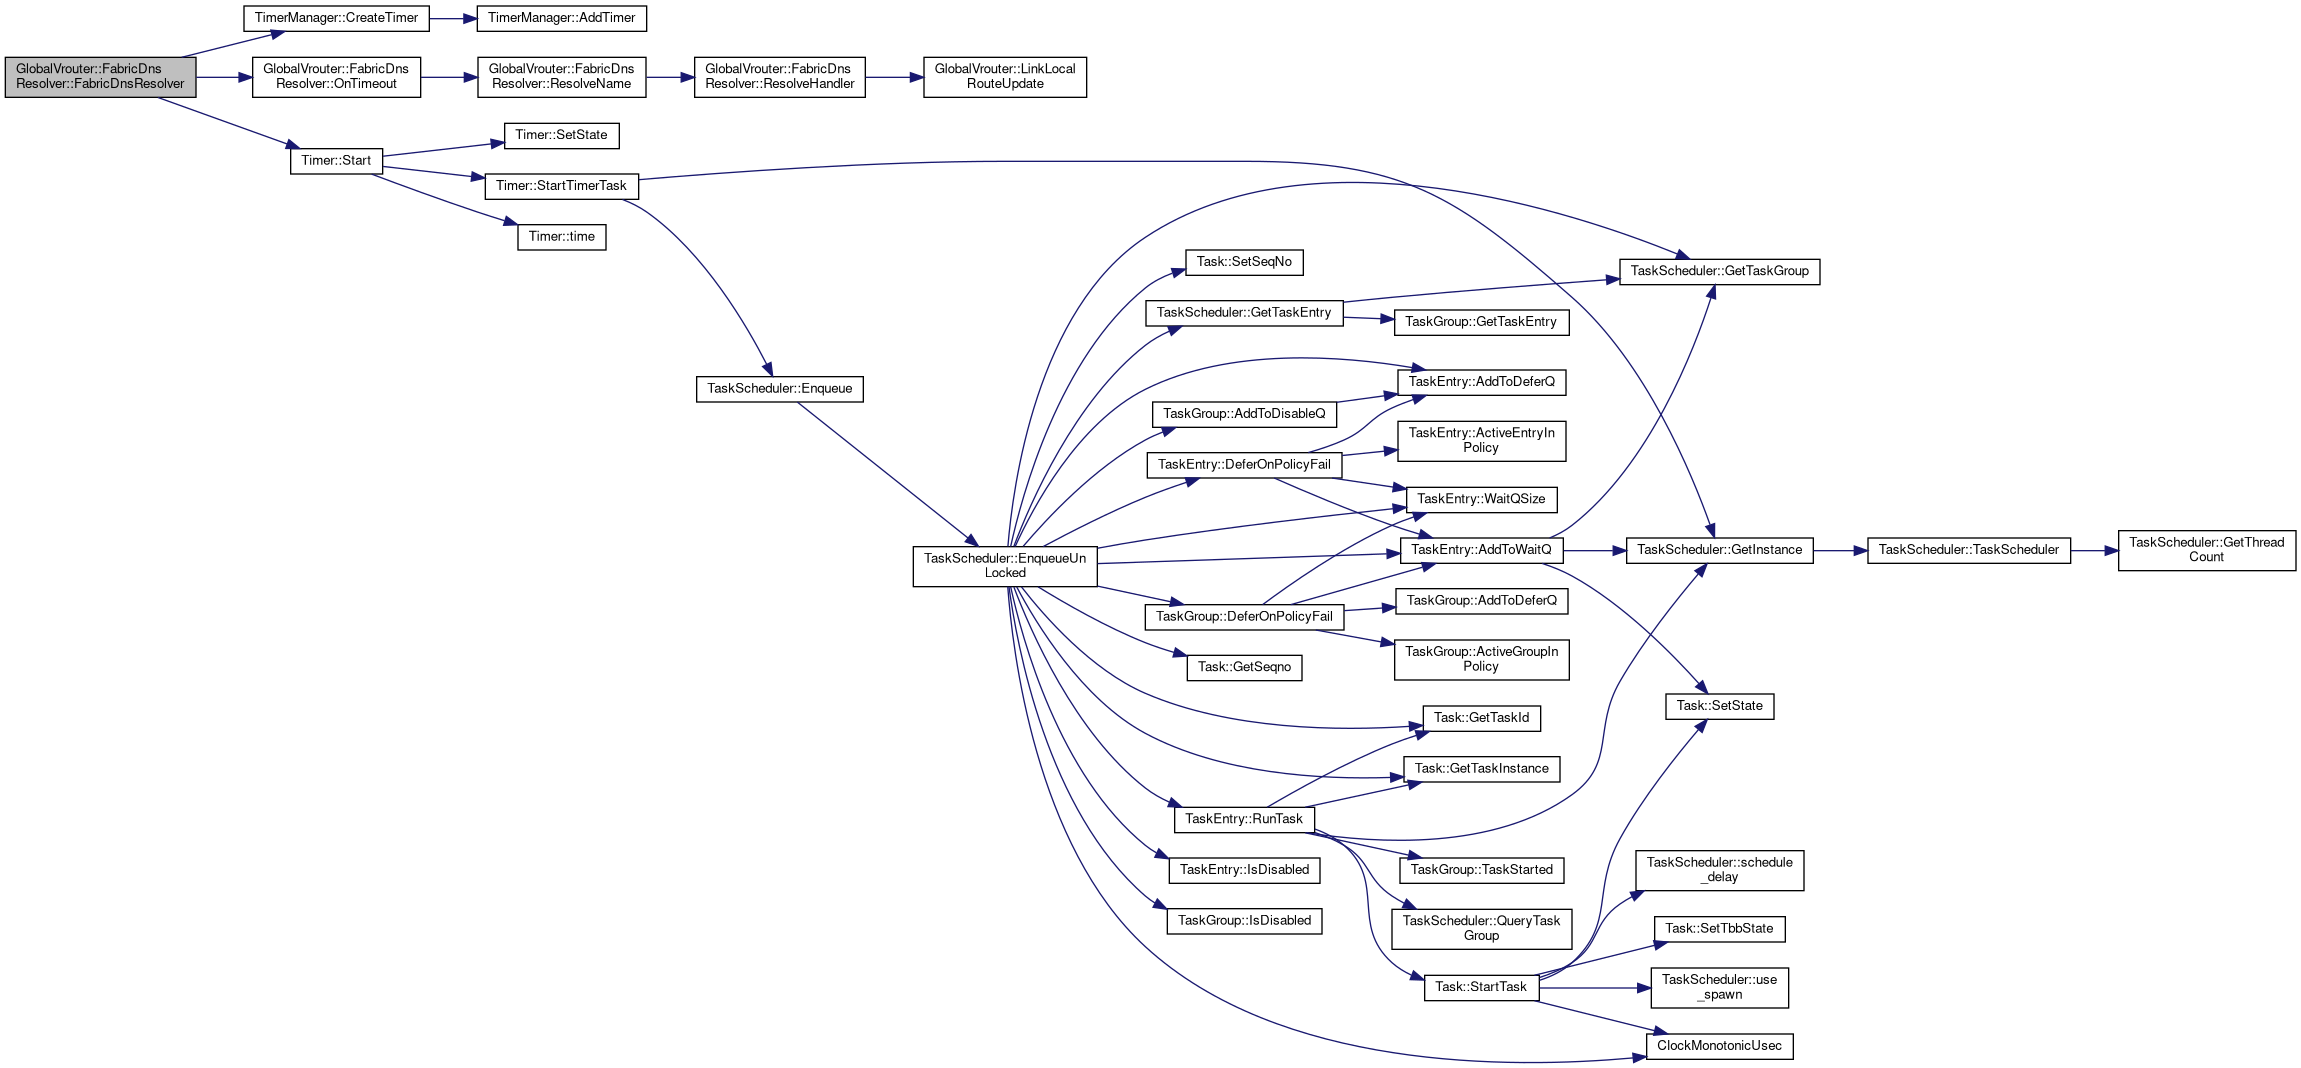 TimerManager::CreateTimer
TimerManager::AddTimer
GlobalVrouter::FabricDns
Resolver::FabricDnsResolver
GlobalVrouter::FabricDns
Resolver::OnTimeout
GlobalVrouter::FabricDns
Resolver::ResolveName
GlobalVrouter::FabricDns
Resolver::ResolveHandler
GlobalVrouter::LinkLocal
RouteUpdate
Timer::Start
Timer::SetState
Timer::StartTimerTask
Timer::time
TaskScheduler::Enqueue
TaskScheduler::EnqueueUn
Locked
Task::SetSeqNo
TaskScheduler::GetTaskEntry
TaskGroup::AddToDisableQ
TaskEntry::DeferOnPolicyFail
TaskGroup::DeferOnPolicyFail
Task::GetSeqno
TaskEntry::RunTask
TaskEntry::IsDisabled
TaskGroup::IsDisabled
TaskGroup::GetTaskEntry
TaskEntry::AddToDeferQ
TaskEntry::ActiveEntryIn
Policy
TaskEntry::WaitQSize
TaskEntry::AddToWaitQ
TaskGroup::AddToDeferQ
TaskGroup::ActiveGroupIn
Policy
Task::GetTaskId
Task::GetTaskInstance
TaskGroup::TaskStarted
TaskScheduler::QueryTask
Group
Task::StartTask
TaskScheduler::GetTaskGroup
TaskScheduler::GetInstance
Task::SetState
TaskScheduler::schedule
_delay
Task::SetTbbState
TaskScheduler::use
_spawn
ClockMonotonicUsec
TaskScheduler::TaskScheduler
TaskScheduler::GetThread
Count